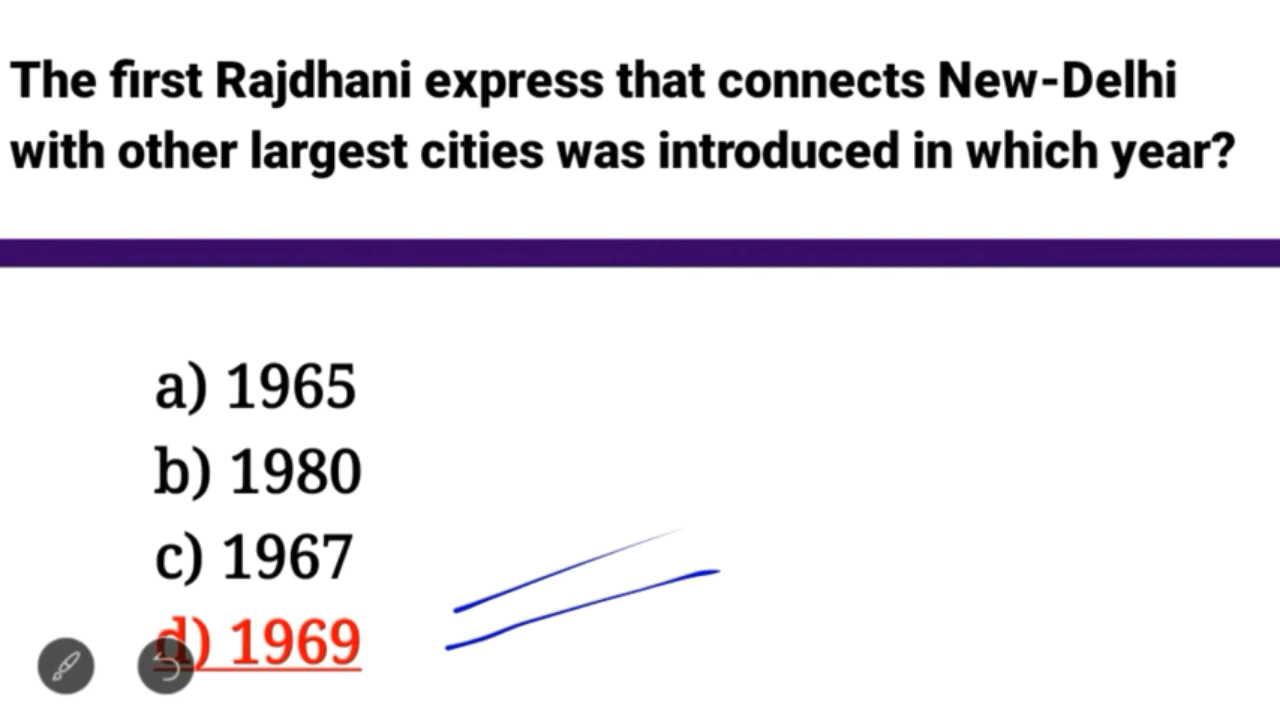 The first Rajdhani express that connects New-Delhi
with other largest cities was introduced in which year?
a) 1965
b) 1980
c) 1967
d) 1969